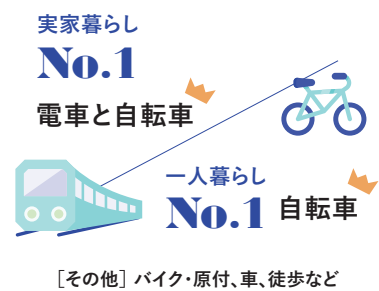 実家暮らし
No.1
電車と自転車
一人暮らし
No.1 自転車
［その他］バイク・原付、車、徒歩など